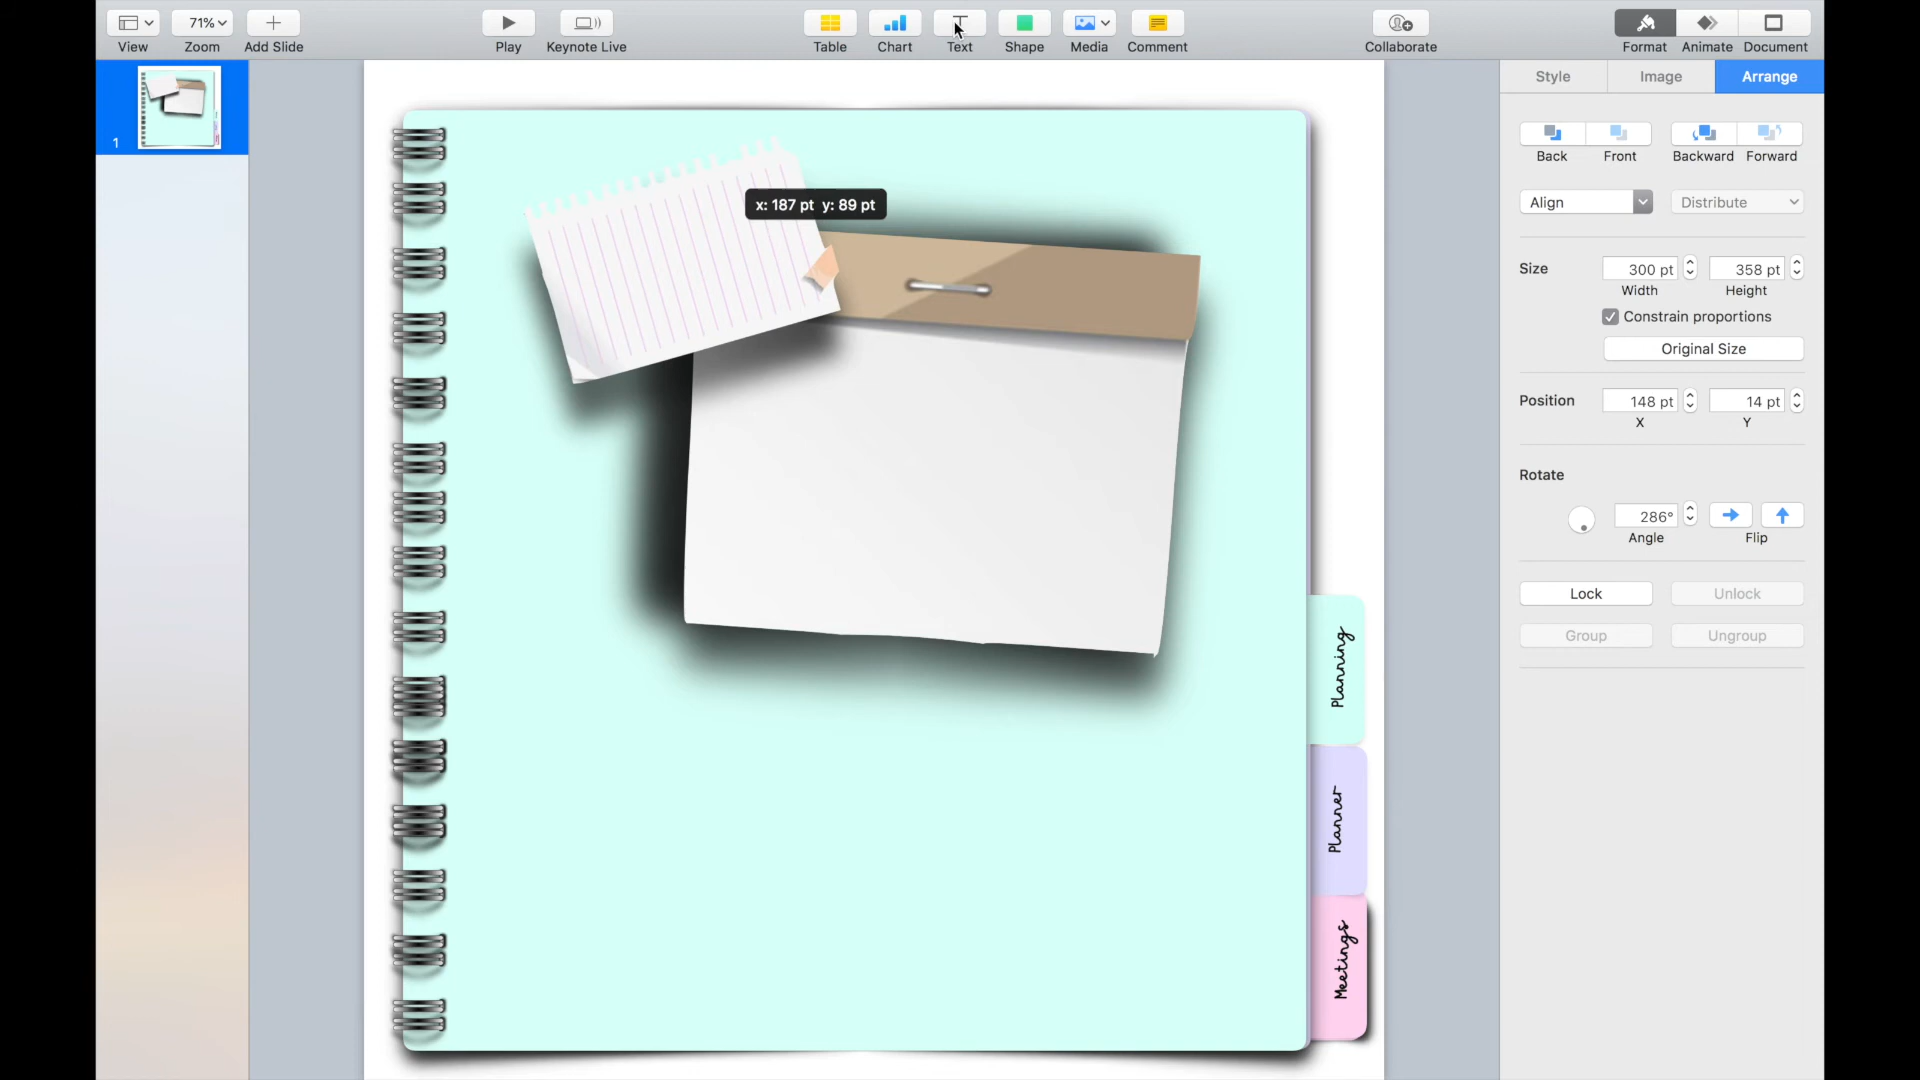 71%
View
Zoom
Add Slide
Play
Keynote Live
Table
Chart
Text
Shape
Media
Comment
Collaborate
Format
Animate
Document
1
x: 187 pt y: 89 pt
Planning
Planner
Meetings
Style
Image
Arrange
Back
Front
Backward
Forward
Align
Distribute
Size
300 pt
358 pt
Width
Height
Constrain proportions
Original Size
Position
148 pt
14 pt
X
Y
Rotate
286°
Angle
Flip
Lock
Unlock
Group
Ungroup